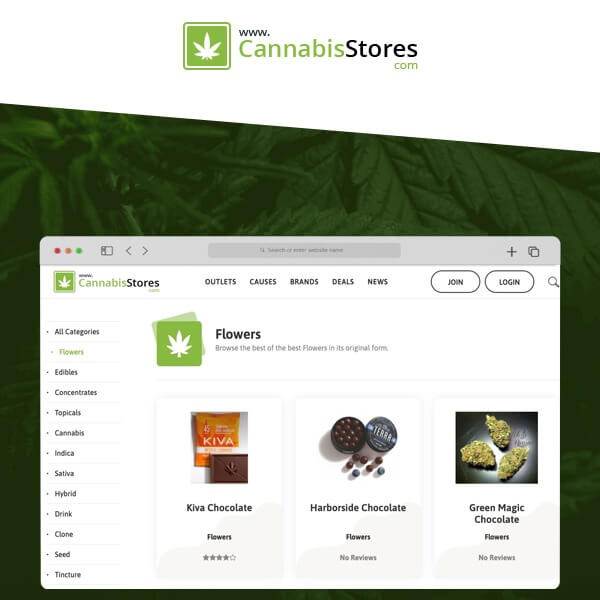 www.
CannabisStores
com
Search or enter website name
www.
CannabisStores
com
OUTLETS CAUSES BRANDS DEALS NEWS JOIN LOGIN
All Categories
Flowers
Edibles
Concentrates
Topicals
Cannabis
Indica
Sativa
Hybrid
Drink
Clone
Seed
Tincture
Flowers
Browse the best of the best Flowers in its original form.
KIVA
TERRA
Kiva Chocolate Harborside Chocolate Green Magic
Chocolate
Flowers Flowers Flowers
No Reviews No Reviews